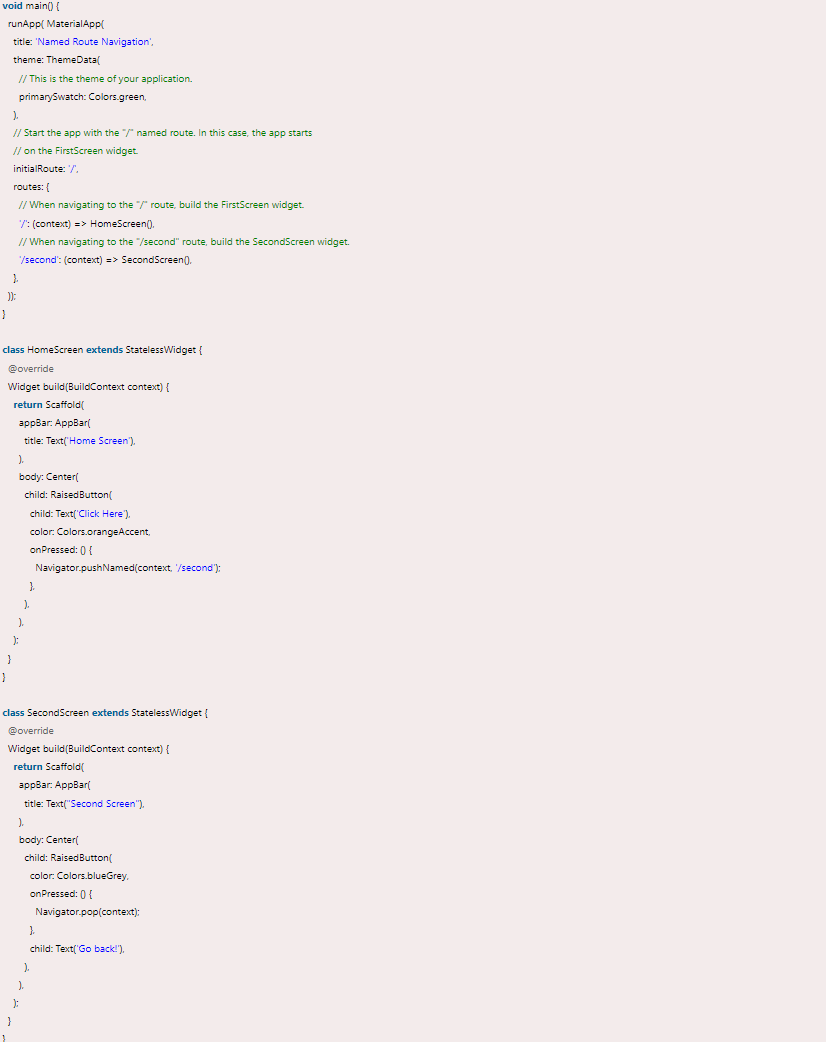 void main() {
runApp( MaterialApp(
title: 'Named Route Navigation',
theme: ThemeData(
// This is the theme of your application.
primarySwatch: Colors.green,
),
// Start the app with the "/" named route. In this case, the app starts
// on the FirstScreen widget.
initialRoute: '/',
routes: {
// When navigating to the "/" route, build the FirstScreen widget.
'/': (context) => HomeScreen(),
// When navigating to the "/second" route, build the SecondScreen widget.
'/second': (context) => SecondScreen(),
},
));
}
class HomeScreen extends StatelessWidget {
@override
Widget build(BuildContext context) {
return Scaffold(
appBar: AppBar(
title: Text('Home Screen'),
),
body: Center(
child: RaisedButton(
child: Text('Click Here'),
color: Colors.orangeAccent,
onPressed: () {
Navigator.pushNamed(context, '/second');
},
),
),
);
}
}
class SecondScreen extends StatelessWidget {
@override
Widget build(BuildContext context) {
return Scaffold(
appBar: AppBar(
title: Text("Second Screen"),
),
body: Center(
child: RaisedButton(
color: Colors.blueGrey,
onPressed: () {
Navigator.pop(context);
},
child: Text('Go back!'),
),
),
);
}
}